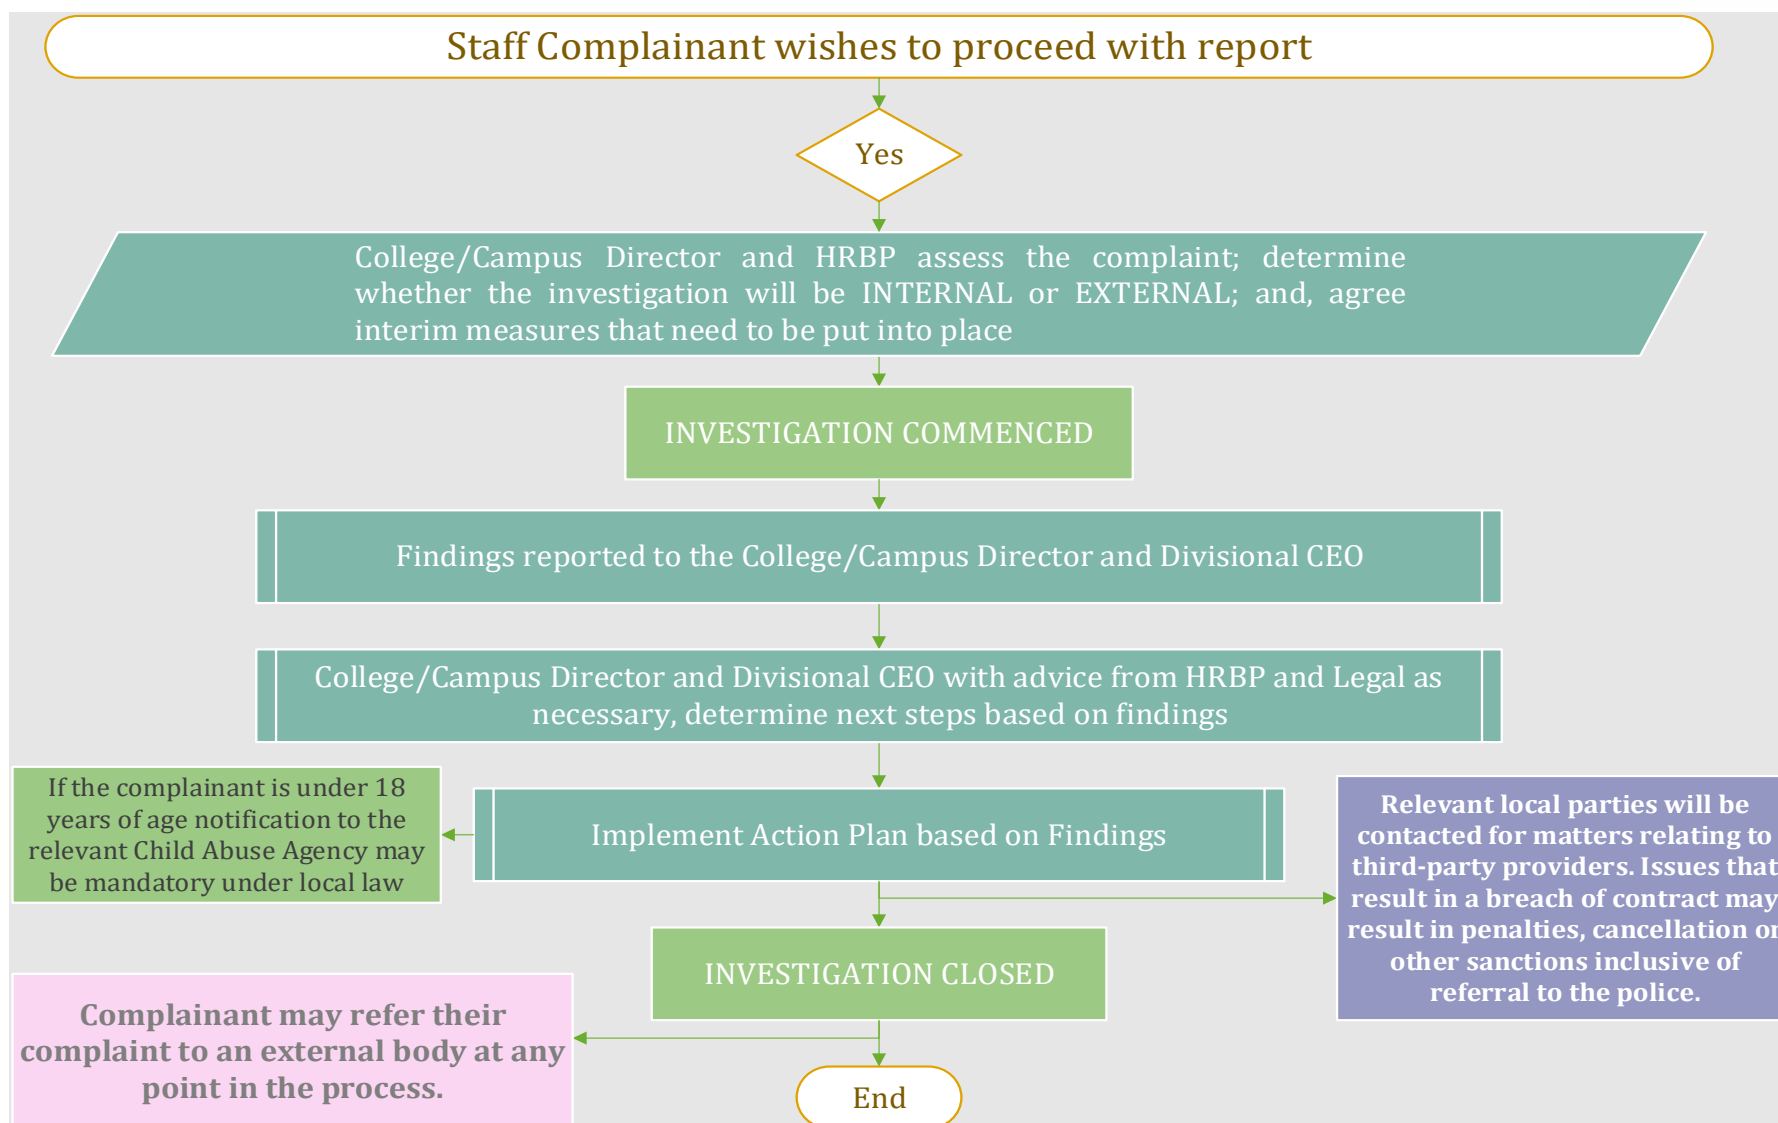 Staff Complainant wishes to proceed with report
Yes
College/Campus Director and HRBP assess the complaint; determine
whether the investigation will be INTERNAL or EXTERNAL; and, agree
interim measures that need to be put into place
INVESTIGATION COMMENCED
Findings reported to the College/Campus Director and Divisional CEO
College/Campus Director and Divisional CEO with advice from HRBP and Legal as
necessary, determine next steps based on findings
If the complainant is under 18
years of age notification to the
relevant Child Abuse Agency may
be mandatory under local law
Implement Action Plan based on Findings
Relevant local parties will be
contacted for matters relating to
third-party providers. Issues that
result in a breach of contract may
result in penalties, cancellation or
other sanctions inclusive of
referral to the police.
INVESTIGATION CLOSED
Complainant may refer their
complaint to an external body at any
point in the process.
End